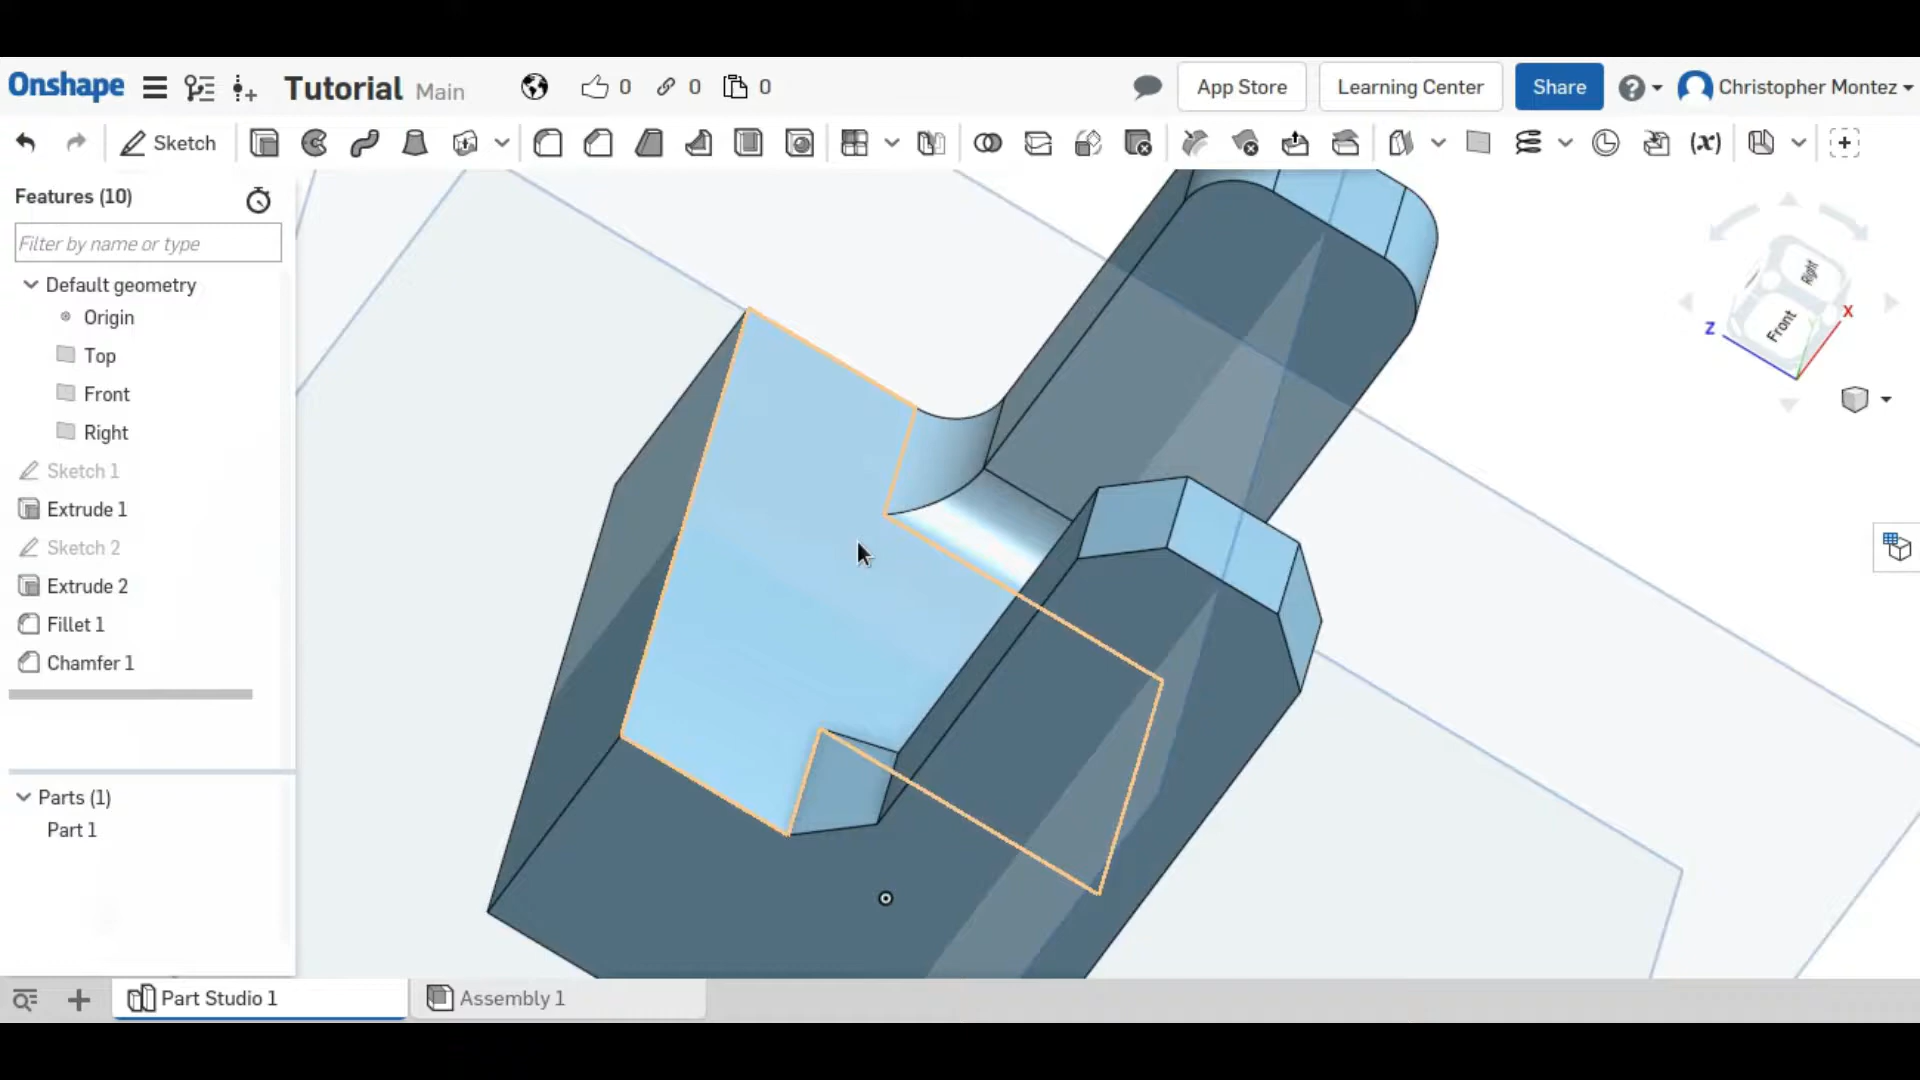 Onshape Tutorial Main 0 0 0 App Store Learning Center Share Christopher Montez
Sketch (x)
Features (10)
Filter by name or type
Default geometry
Origin
Top
Front
Right
Sketch 1
Extrude 1
Sketch 2
Extrude 2
Fillet 1
Chamfer 1
Parts (1)
Part 1
Right
Front
Z
X
Part Studio 1 Assembly 1